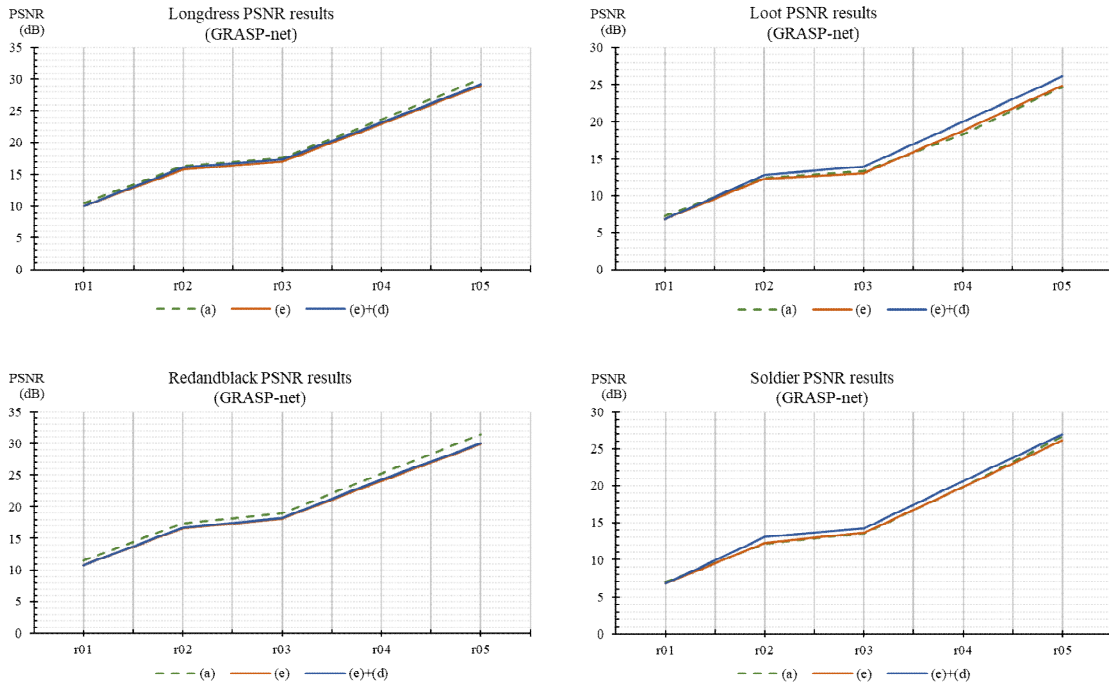 PSNR
(dB)
Longdress PSNR results
(GRASP-net)
35
30
25
20
15
10
5
0
r01 r02 r03 r04 r05
(a) (e) (e)+(d)
PSNR
(dB)
Loot PSNR results
(GRASP-net)
30
25
20
15
10
5
0
r01 r02 r03 r04 r05
(a) (e) (e)+(d)
PSNR
(dB)
Redandblack PSNR results
(GRASP-net)
35
30
25
20
15
10
5
0
r01 r02 r03 r04 r05
(a) (e) (e)+(d)
PSNR
(dB)
Soldier PSNR results
(GRASP-net)
30
25
20
15
10
5
0
r01 r02 r03 r04 r05
(a) (e) (e)+(d)